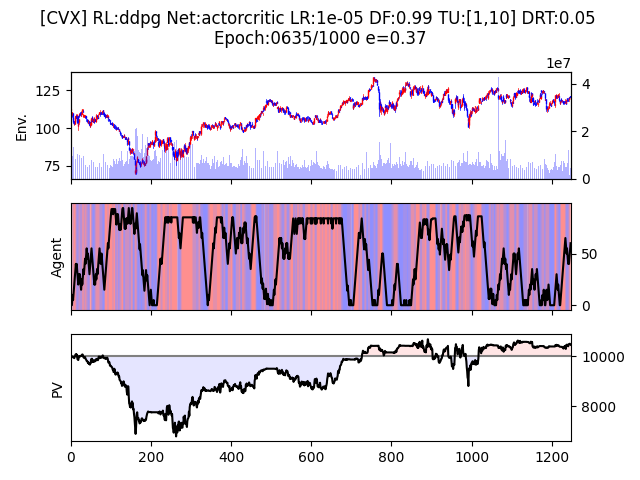 [CVX] RL:ddpg Net:actorcritic LR:1e-05 DF:0.99 TU:[1,10] DRT:0.05
Epoch:0635/1000 e=0.37
1e7
125
100
75
Env.
4
2
0
Agent
50
0
PV
10000
8000
0 200 400 600 800 1000 1200